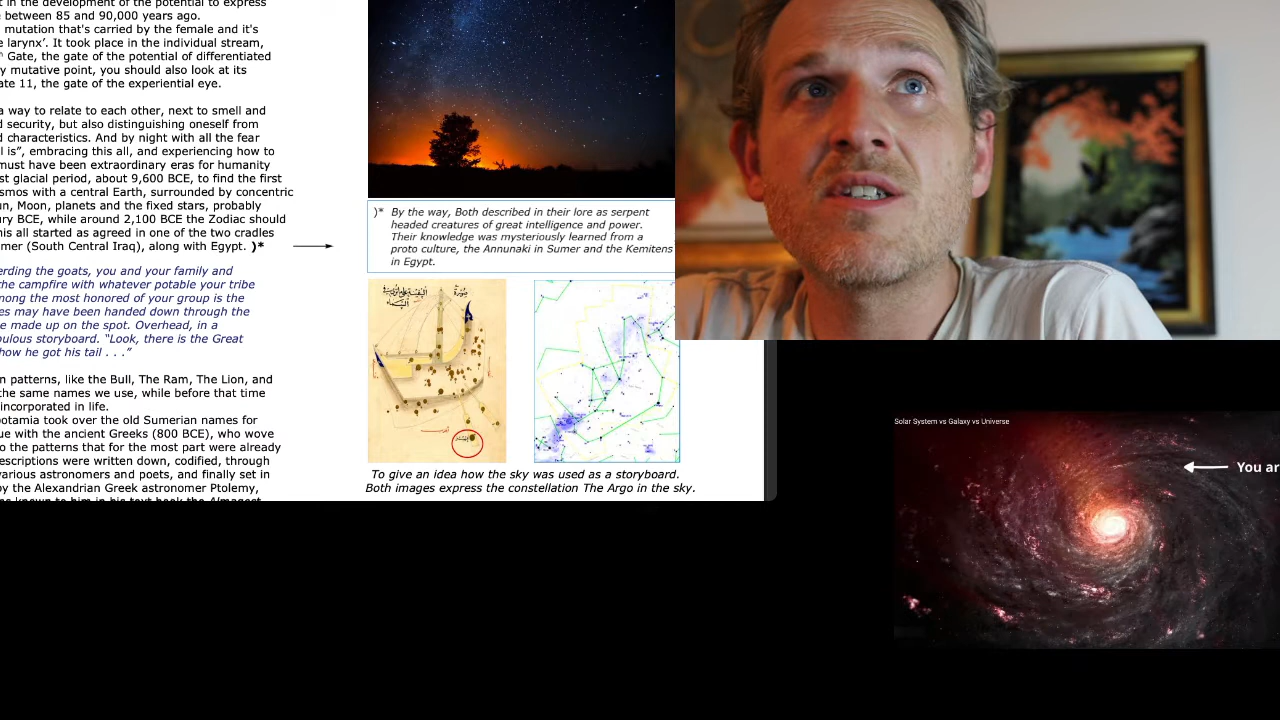 t in the development of the potential to express
e between 85 and 90,000 years ago.
mutation that's carried by the female and it's
e larynx'. It took place in the individual stream,
Gate, the gate of the potential of differentiated
y mutative point, you should also look at its
ate 11, the gate of the experiential eye.
a way to relate to each other, next to smell and
d security, but also distinguishing oneself from
d characteristics. And by night with all the fear
l is”, embracing this all, and experiencing how to
must have been extraordinary eras for humanity
st glacial period, about 9,600 BCE, to find the first
smos with a central Earth, surrounded by concentric
un, Moon, planets and the fixed stars, probably
ury BCE, while around 2,100 BCE the Zodiac should
his all started as agreed in one of the two cradles
mer (South Central Iraq), along with Egypt. )*
erding the goats, you and your family and
the campfire with whatever potable your tribe
mong the most honored of your group is the
es may have been handed down through the
e made up on the spot. Overhead, in a
bulous storyboard. “Look, there is the Great
how he got his tail . . .”
n patterns, like the Bull, The Ram, The Lion, and
the same names we use, while before that time
incorporated in life.
potamia took over the old Sumerian names for
ue with the ancient Greeks (800 BCE), who wove
o the patterns that for the most part were already
escriptions were written down, codified, through
various astronomers and poets, and finally set in
by the Alexandrian Greek astronomer Ptolemy,
)* By the way, Both described in their lore as serpent
headed creatures of great intelligence and power.
Their knowledge was mysteriously learned from a
proto culture, the Annunaki in Sumer and the Kemitens
in Egypt.
To give an idea how the sky was used as a storyboard.
Both images express the constellation The Argo in the sky.
Solar System vs Galaxy vs Universe
You ar